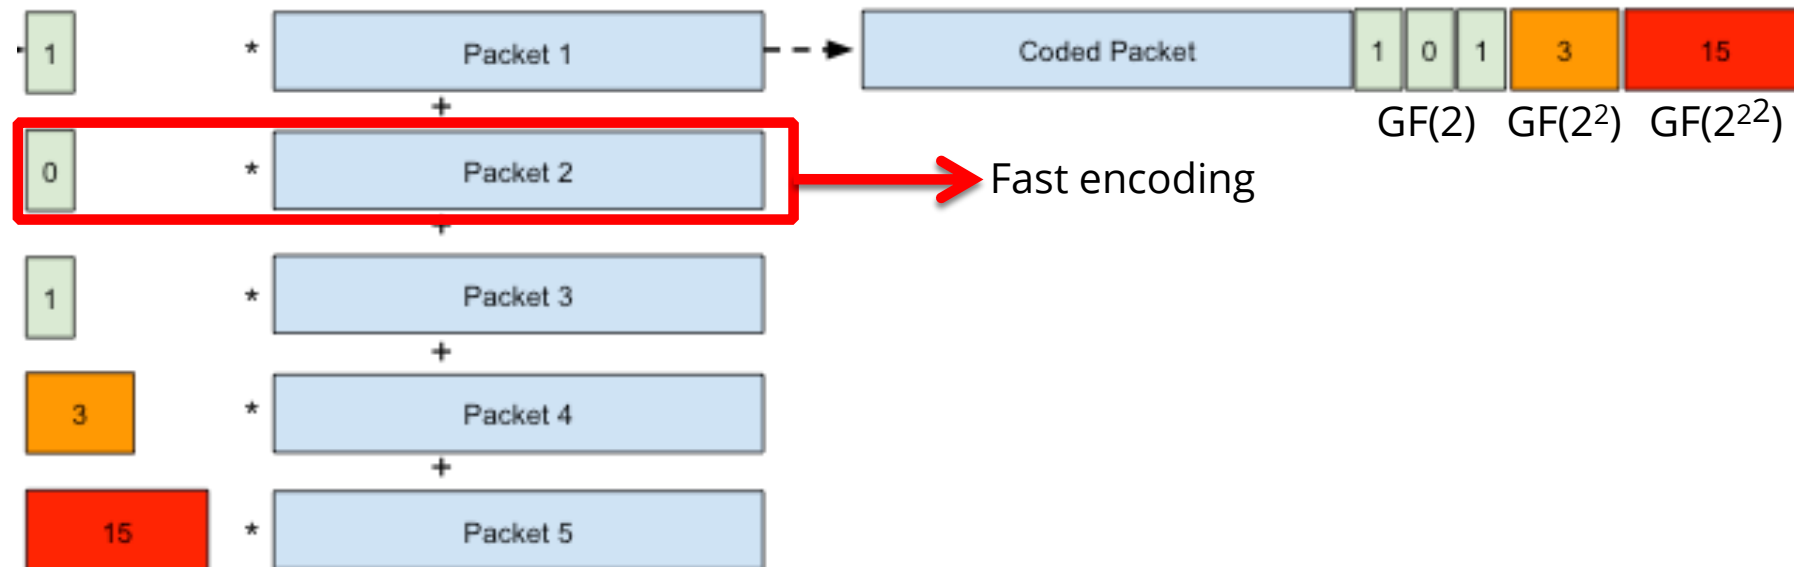 1 * Packet 1 Coded Packet 1 0 1 3 15
+ GF(2) GF(2²) GF(2²²)
0 * Packet 2 Fast encoding
+
1 * Packet 3
+
3 * Packet 4
+
15 * Packet 5